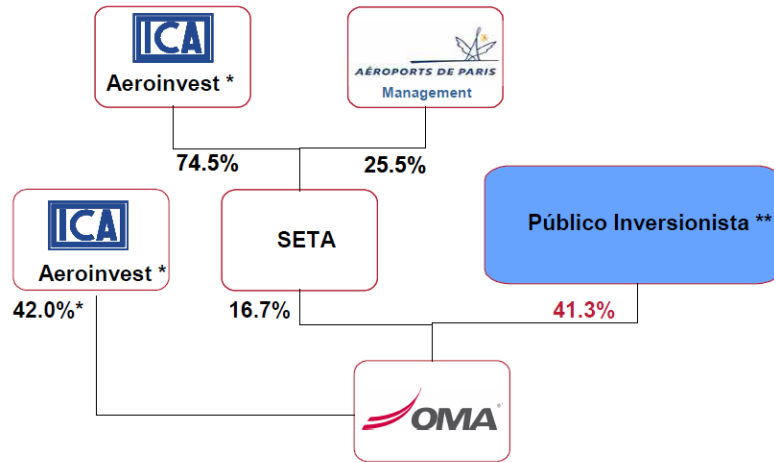 ICA
Aeroinvest *
AÉROPORTS DE PARIS
Management
74.5%
25.5%
ICA
Aeroinvest *
SETA
Público Inversionista **
42.0%*
16.7%
41.3%
OMA